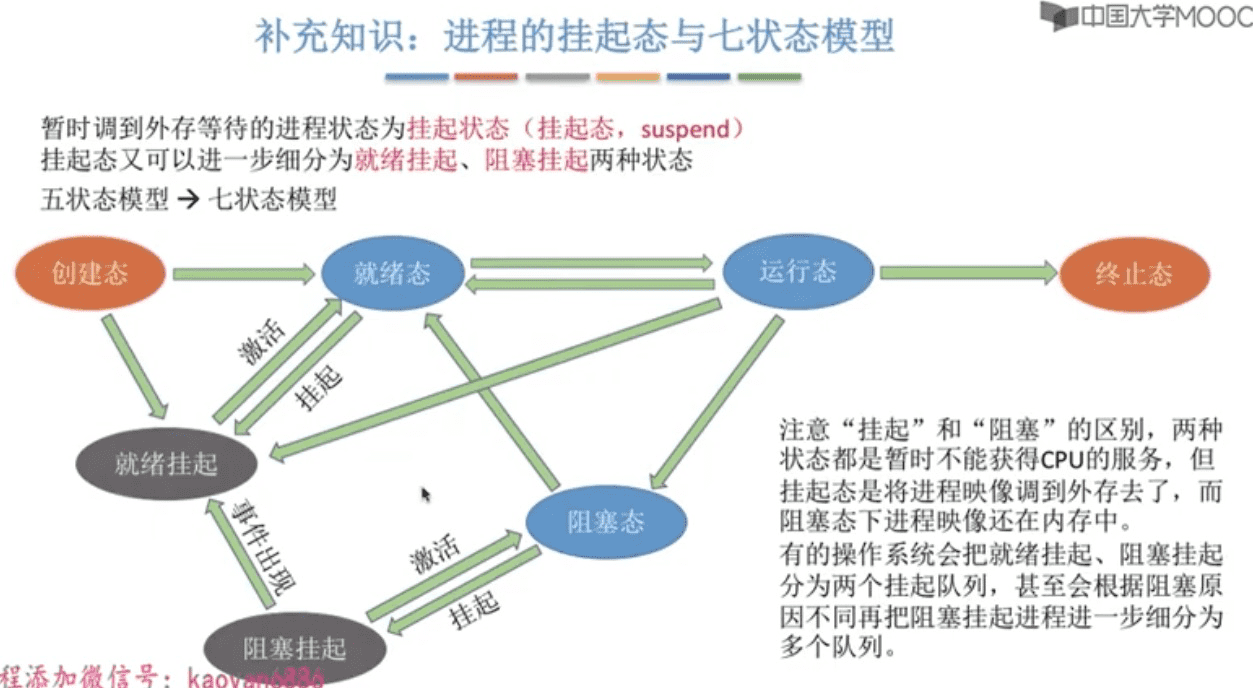 中国大学MOOC
补充知识：进程的挂起态与七状态模型
暂时调到外存等待的进程状态为挂起状态（挂起态，suspend）
挂起态又可以进一步细分为就绪挂起、阻塞挂起两种状态
五状态模型→七状态模型
创建态
就绪态
运行态
终止态
激活
挂起
就绪挂起
事件出现
阻塞态
激活
挂起
阻塞挂起
注意“挂起”和“阻塞”的区别，两种
状态都是暂时不能获得CPU的服务，但
挂起态是将进程映像调到外存去了，而
阻塞态下进程映像还在内存中。
有的操作系统会把就绪挂起、阻塞挂起
分为两个挂起队列，甚至会根据阻塞原
因不同再把阻塞挂起进程进一步细分为
多个队列。
程添加微信号：